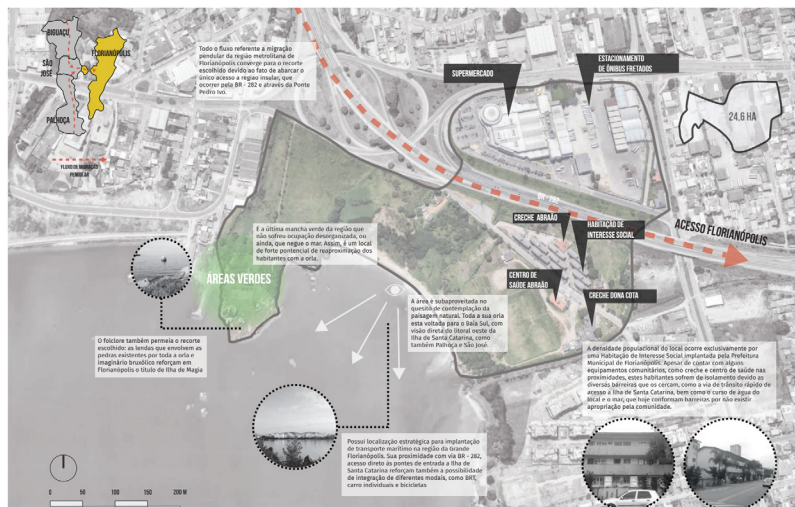 BIGUAÇU
FLORIANÓPOLIS
SÃO
JOSÉ
PALHOÇA
FLUXO DE MIGRAÇÃO
PENDULAR
Todo o fluxo referente a migração
pendular da região metrolitana de
Florianópolis converge para o recorte
escolhido devido ao fato de abarcar o
único acesso a região insular, que
ocorrer pela BR - 282 e através da Ponte
Pedro Ivo.
SUPERMERCADO
ESTACIONAMENTO
DE ÔNIBUS FRETADOS
24,6 HA
BR - 282
ACESSO FLORIANÓPOLIS
CRECHE ABRAÃO
HABITAÇÃO DE
INTERESSE SOCIAL
CENTRO DE
SAÚDE ABRAÃO
CRECHE DONA COTA
É a última mancha verde da região que
não sofreu ocupação desorganizada, ou
ainda, que negue o mar. Assim, é um local
de forte pontencial de reaproximação dos
habitantes com a orla.
ÁREAS VERDES
A área é subaproveitada no
quesito de contemplação da
paisagem natural. Toda a sua orla
esta voltada para o Baía Sul, com
visão direta do litoral oeste da
Ilha de Santa Catarina, como
também Palhoça e São José.
O folclore também permeia o recorte
escolhido: as lendas que envolvem as
pedras existentes por toda a orla e
imaginário bruxólico reforçam em
Florianópolis o título de Ilha de Magia
A densidade populacional do local ocorre exclusivamente por
uma Habitação de Interesse Social implantada pela Prefeitura
Municipal de Florianópolis. Apesar de contar com alguns
equipamentos comunitários, como creche e centro de saúde nas
proximidades, estes habitantes sofrem de isolamento devido as
diversas bárreiras que os cercam, como a via de trânsito rápido de
acesso a Ilha de Santa Catarina, bem como o curso de água do
local e o mar, que hoje conformam barreiras por não existir
apropriação pela comunidade.
Possui localização estratégica para implantação
de transporte marítimo na região da Grande
Florianópolis. Sua proximidade com via BR - 282,
acesso direto às pontes de entrada a Ilha de
Santa Catarina reforçam também a possibilidade
de integração de diferentes modais, como BRT,
carro individuais e bicicletas
0 50 100 150 200 M